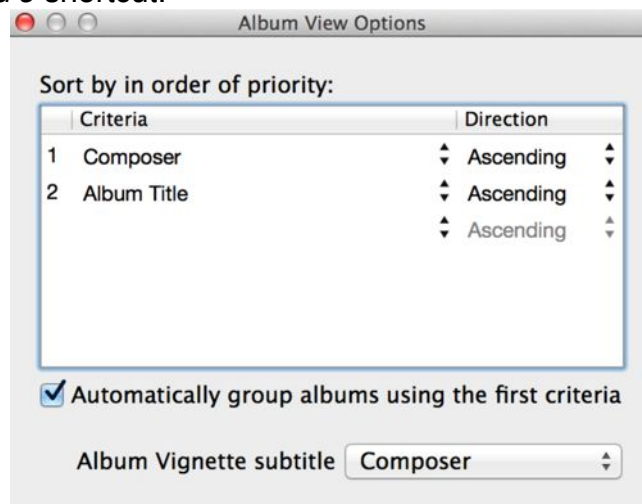 Album View Options
Sort by in order of priority:
Criteria Direction
1 Composer Ascending
2 Album Title Ascending
Ascending
Automatically group albums using the first criteria
Album Vignette subtitle Composer